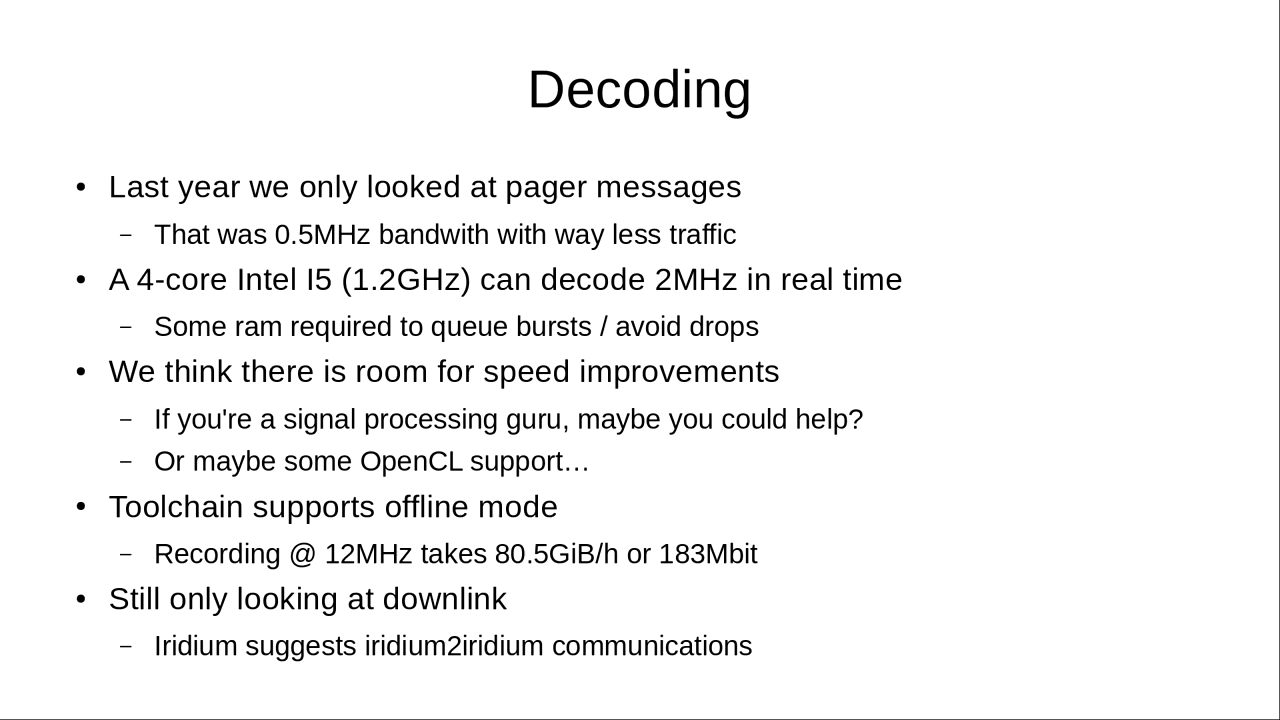 Decoding
• Last year we only looked at pager messages
– That was 0.5MHz bandwith with way less traffic
• A 4-core Intel I5 (1.2GHz) can decode 2MHz in real time
– Some ram required to queue bursts / avoid drops
• We think there is room for speed improvements
– If you're a signal processing guru, maybe you could help?
– Or maybe some OpenCL support…
• Toolchain supports offline mode
– Recording @ 12MHz takes 80.5GiB/h or 183Mbit
• Still only looking at downlink
– Iridium suggests iridium2iridium communications